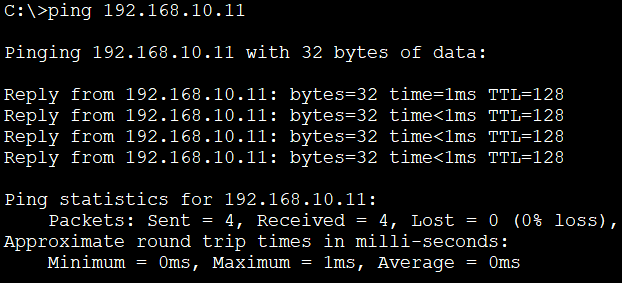 C:\>ping 192.168.10.11
Pinging 192.168.10.11 with 32 bytes of data:
Reply from 192.168.10.11: bytes=32 time=1ms TTL=128
Reply from 192.168.10.11: bytes=32 time<1ms TTL=128
Reply from 192.168.10.11: bytes=32 time<1ms TTL=128
Reply from 192.168.10.11: bytes=32 time<1ms TTL=128
Ping statistics for 192.168.10.11:
    Packets: Sent = 4, Received = 4, Lost = 0 (0% loss),
Approximate round trip times in milli-seconds:
    Minimum = 0ms, Maximum = 1ms, Average = 0ms